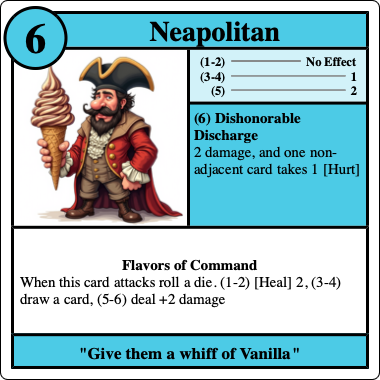 6
Neapolitan
(1-2) No Effect
(3-4) 1
(5) 2
(6) Dishonorable
Discharge
2 damage, and one non-
adjacent card takes 1 [Hurt]
Flavors of Command
When this card attacks roll a die. (1-2) [Heal] 2, (3-4)
draw a card, (5-6) deal +2 damage
"Give them a whiff of Vanilla"